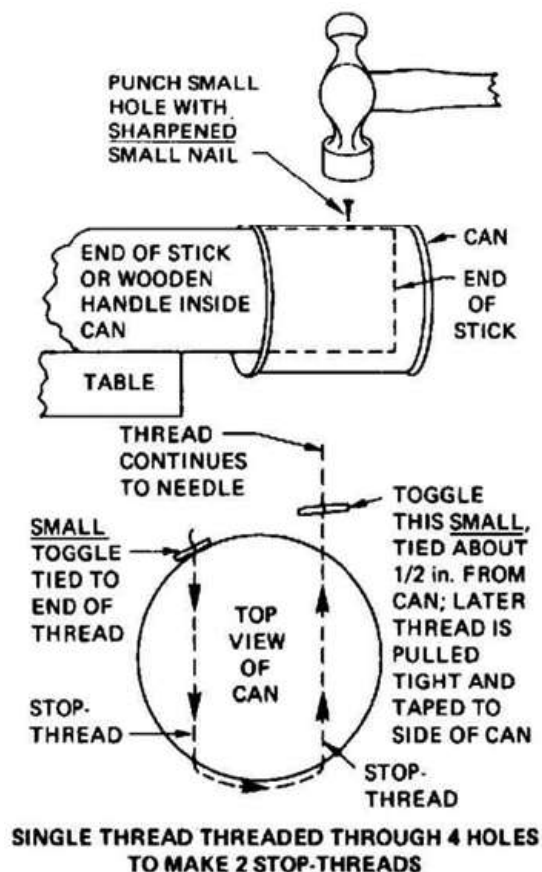 PUNCH SMALL
HOLE WITH
SHARPENED
SMALL NAIL
CAN
END OF STICK
OR WOODEN
HANDLE INSIDE
CAN
END
OF
STICK
TABLE
THREAD
CONTINUES
TO NEEDLE
TOGGLE
THIS SMALL,
TIED ABOUT
1/2 in. FROM
CAN; LATER
THREAD IS
PULLED
TIGHT AND
TAPED TO
SIDE OF CAN
SMALL
TOGGLE
TIED TO
END OF
THREAD
TOP
VIEW
OF
CAN
STOP-
THREAD
STOP-
THREAD
SINGLE THREAD THREADED THROUGH 4 HOLES
TO MAKE 2 STOP-THREADS